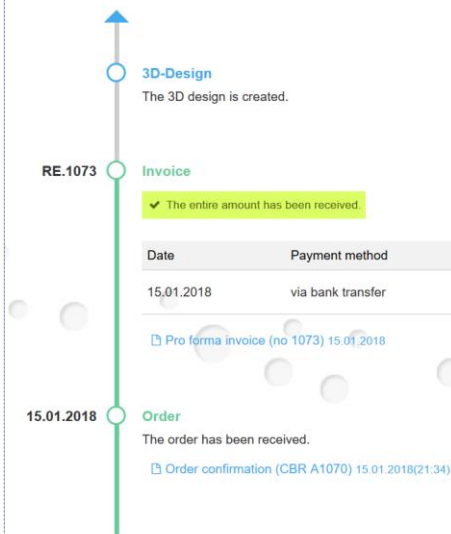 3D-Design
The 3D design is created.
RE.1073 Invoice
✔ The entire amount has been received.
Date Payment method
15.01.2018 via bank transfer
Pro forma invoice (no 1073) 15.01.2018
15.01.2018 Order
The order has been received.
Order confirmation (CBR A1070) 15.01.2018(21:34)